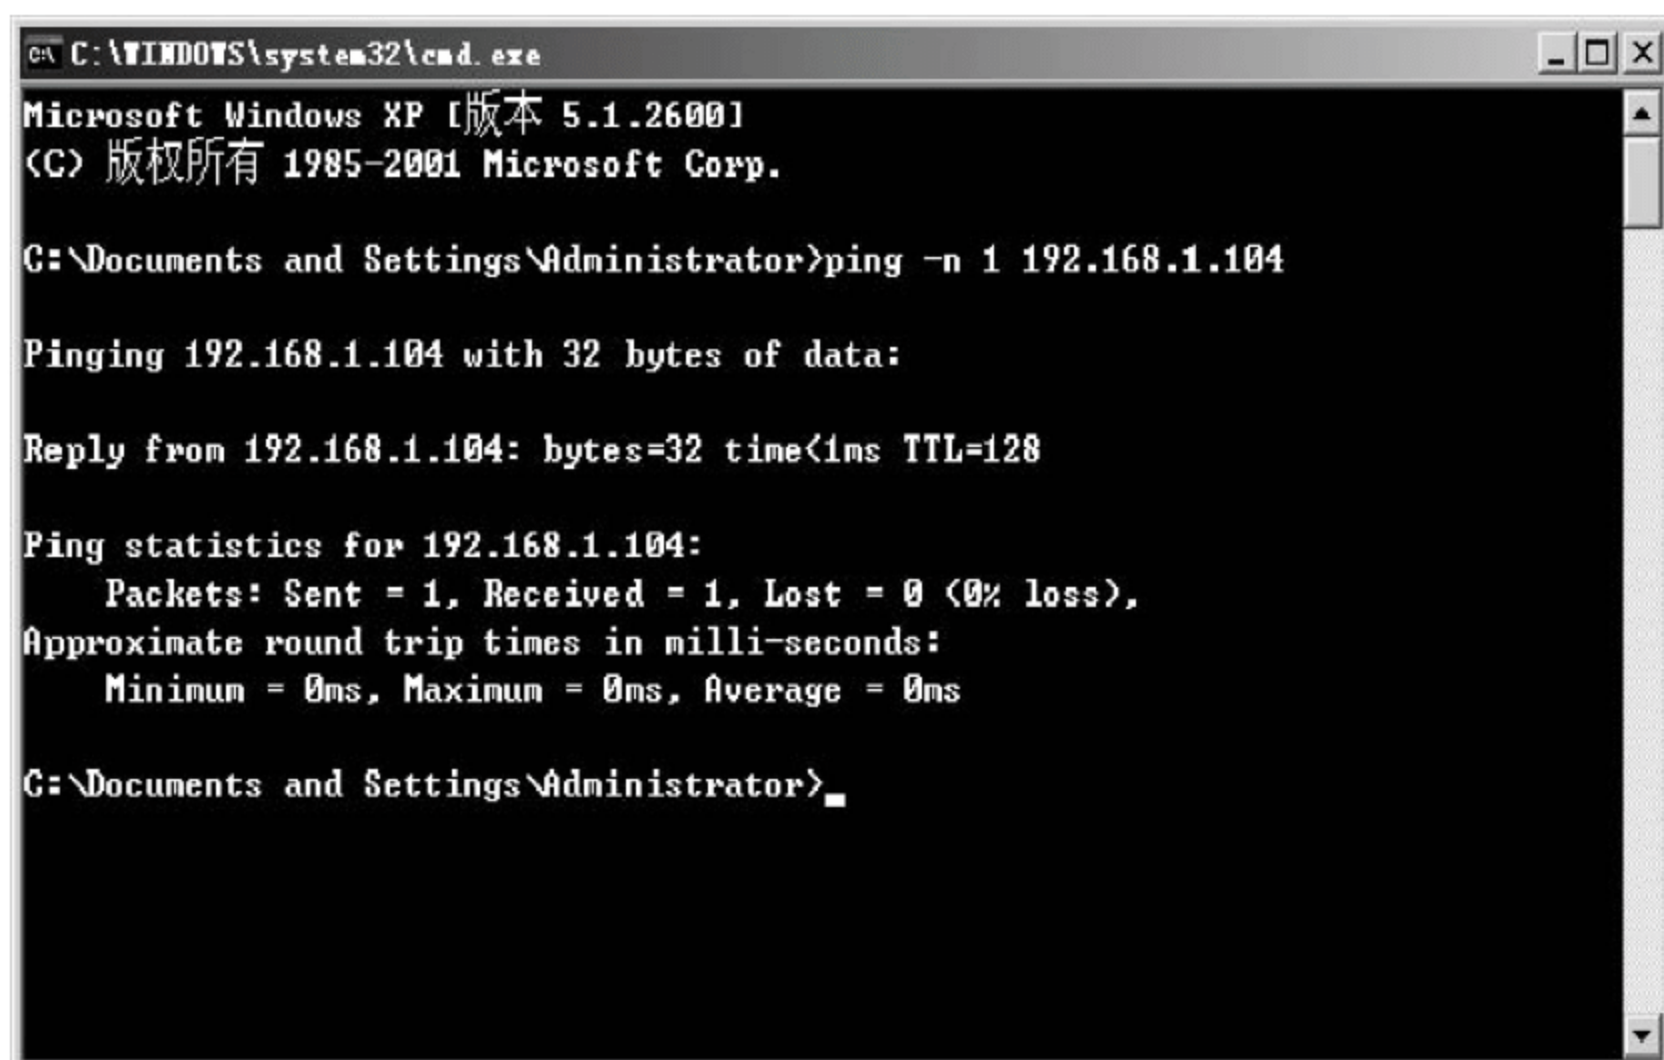 C:\WINDOWS\system32\cmd.exe
Microsoft Windows XP [版本 5.1.2600]
(C) 版权所有 1985-2001 Microsoft Corp.
C:\Documents and Settings\Administrator>ping -n 1 192.168.1.104
Pinging 192.168.1.104 with 32 bytes of data:
Reply from 192.168.1.104: bytes=32 time<1ms TTL=128
Ping statistics for 192.168.1.104:
    Packets: Sent = 1, Received = 1, Lost = 0 (0% loss),
Approximate round trip times in milli-seconds:
    Minimum = 0ms, Maximum = 0ms, Average = 0ms
C:\Documents and Settings\Administrator>